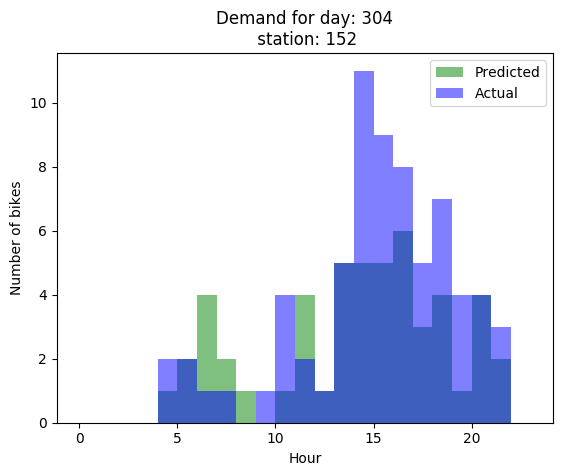 Demand for day: 304
station: 152
Predicted
Actual
Number of bikes
10
8
6
4
2
0
0 5 10 15 20
Hour